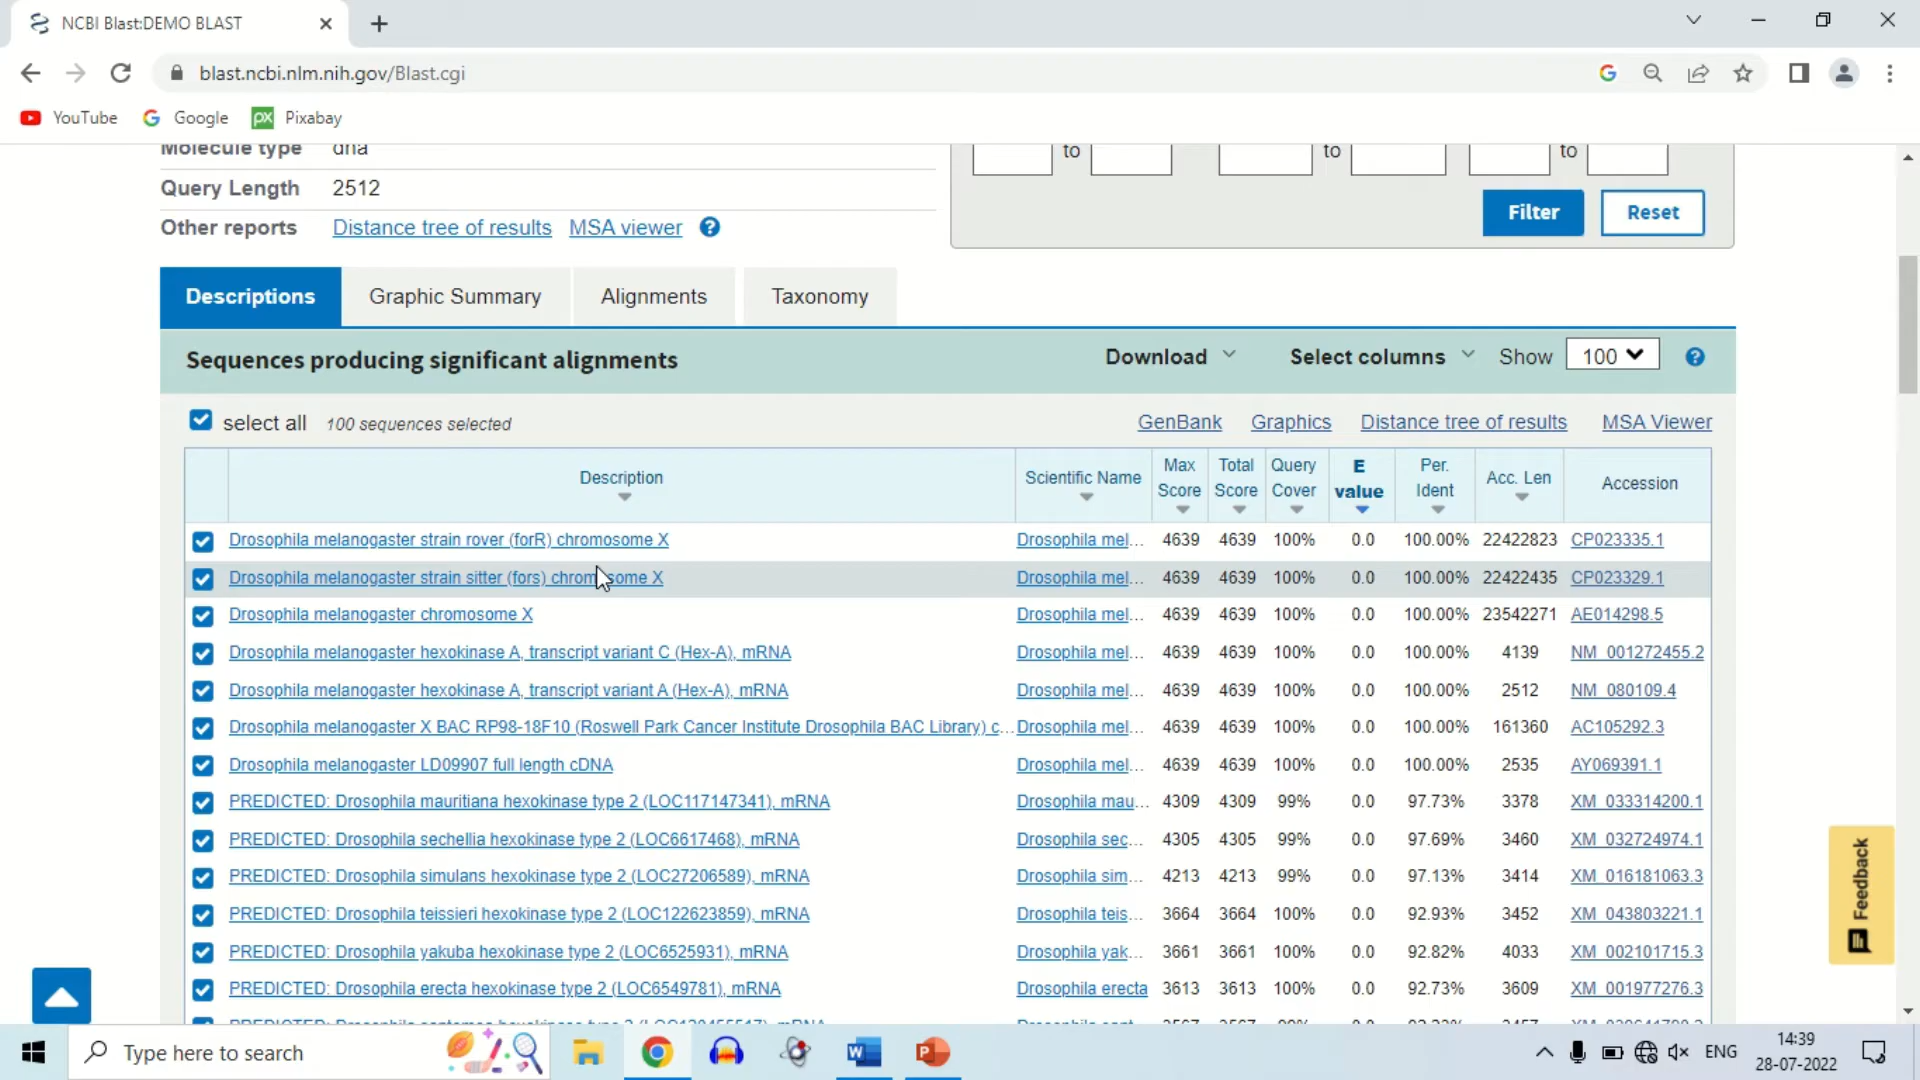 NCBI Blast:DEMO BLAST
blast.ncbi.nlm.nih.gov/Blast.cgi
YouTube Google Pixabay
Molecule type dna
to to to
Query Length 2512
Filter Reset
Other reports Distance tree of results MSA viewer ?
Descriptions Graphic Summary Alignments Taxonomy
Sequences producing significant alignments Download Select columns Show 100 ?
select all 100 sequences selected GenBank Graphics Distance tree of results MSA Viewer
Description Scientific Name Max Score Total Score Query Cover E value Per. Ident Acc. Len Accession
Drosophila melanogaster strain rover (forR) chromosome X Drosophila mel... 4639 4639 100% 0.0 100.00% 22422823 CP023335.1
Drosophila melanogaster strain sitter (fors) chromosome X Drosophila mel... 4639 4639 100% 0.0 100.00% 22422435 CP023329.1
Drosophila melanogaster chromosome X Drosophila mel... 4639 4639 100% 0.0 100.00% 23542271 AE014298.5
Drosophila melanogaster hexokinase A, transcript variant C (Hex-A), mRNA Drosophila mel... 4639 4639 100% 0.0 100.00% 4139 NM_001272455.2
Drosophila melanogaster hexokinase A, transcript variant A (Hex-A), mRNA Drosophila mel... 4639 4639 100% 0.0 100.00% 2512 NM_080109.4
Drosophila melanogaster X BAC RP98-18F10 (Roswell Park Cancer Institute Drosophila BAC Library) c... Drosophila mel... 4639 4639 100% 0.0 100.00% 161360 AC105292.3
Drosophila melanogaster LD09907 full length cDNA Drosophila mel... 4639 4639 100% 0.0 100.00% 2535 AY069391.1
PREDICTED: Drosophila mauritiana hexokinase type 2 (LOC117147341), mRNA Drosophila mau... 4309 4309 99% 0.0 97.73% 3378 XM_033314200.1
PREDICTED: Drosophila sechellia hexokinase type 2 (LOC6617468), mRNA Drosophila sec... 4305 4305 99% 0.0 97.69% 3460 XM_032724974.1
PREDICTED: Drosophila simulans hexokinase type 2 (LOC27206589), mRNA Drosophila sim... 4213 4213 99% 0.0 97.13% 3414 XM_016181063.3
PREDICTED: Drosophila teissieri hexokinase type 2 (LOC122623859), mRNA Drosophila teis... 3664 3664 100% 0.0 92.93% 3452 XM_043803221.1
PREDICTED: Drosophila yakuba hexokinase type 2 (LOC6525931), mRNA Drosophila yak... 3661 3661 100% 0.0 92.82% 4033 XM_002101715.3
PREDICTED: Drosophila erecta hexokinase type 2 (LOC6549781), mRNA Drosophila erecta 3613 3613 100% 0.0 92.73% 3609 XM_001977276.3
Feedback
Type here to search
ENG
14:39
28-07-2022